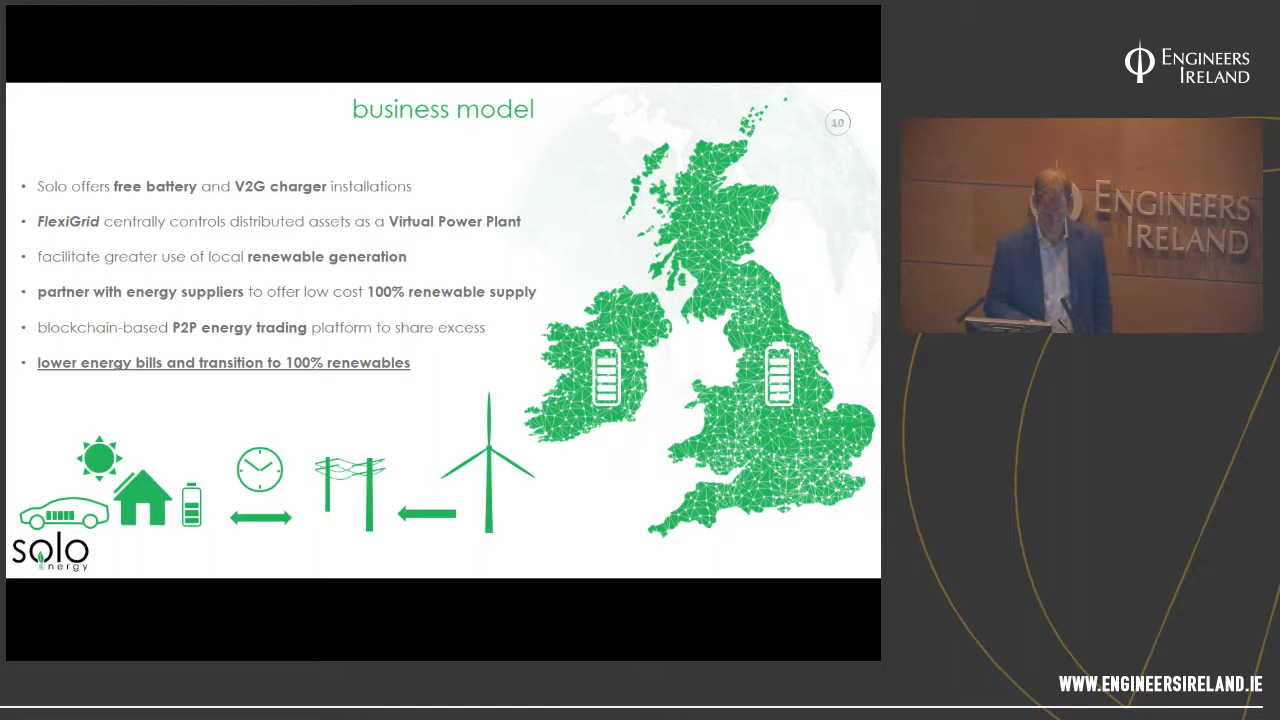 business model
10
• Solo offers free battery and V2G charger installations
• FlexiGrid centrally controls distributed assets as a Virtual Power Plant
• facilitate greater use of local renewable generation
• partner with energy suppliers to offer low cost 100% renewable supply
• blockchain-based P2P energy trading platform to share excess
• lower energy bills and transition to 100% renewables
solo
energy
ENGINEERS
IRELAND
ENGINEERS
IRELAND
WWW.ENGINEERSIRELAND.IE